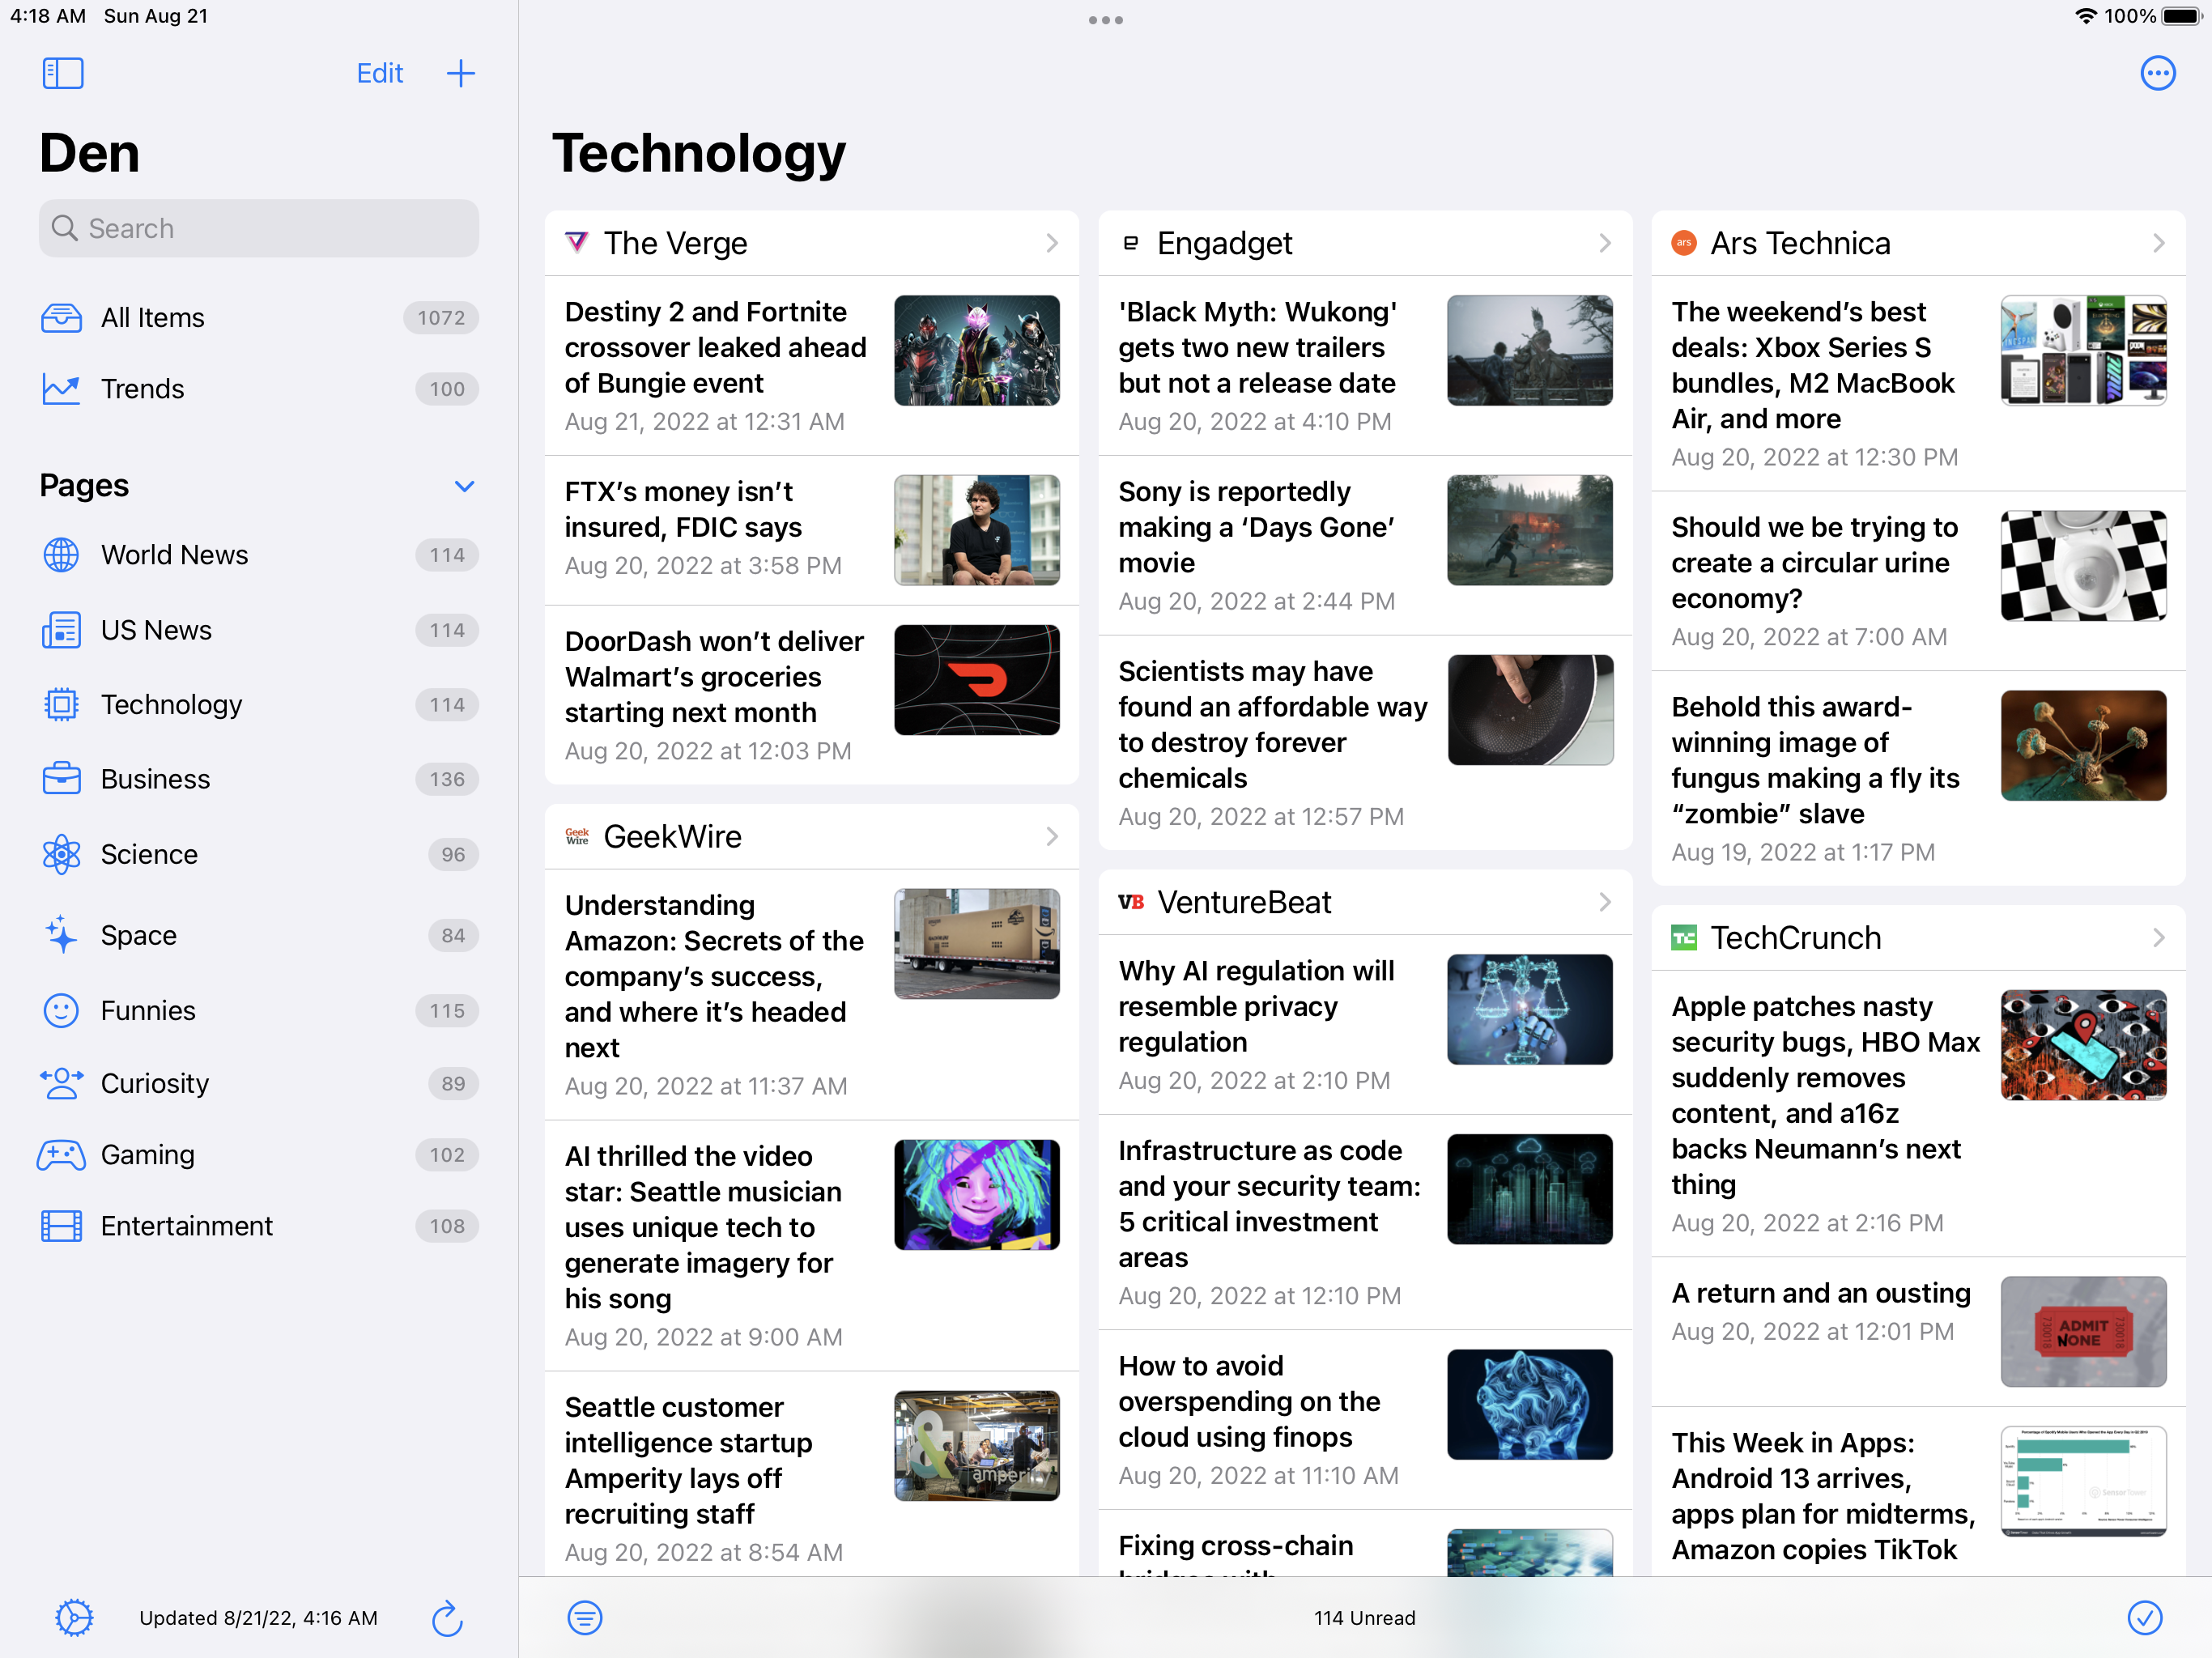 4:18 AM Sun Aug 21
100%
Edit
Den
Search
All Items 1072
Trends 100
Pages
World News 114
US News 114
Technology 114
Business 136
Science 96
Space 84
Funnies 115
Curiosity 89
Gaming 102
Entertainment 108
Updated 8/21/22, 4:16 AM
Technology
The Verge
Destiny 2 and Fortnite
crossover leaked ahead
of Bungie event
Aug 21, 2022 at 12:31 AM
FTX’s money isn’t
insured, FDIC says
Aug 20, 2022 at 3:58 PM
DoorDash won’t deliver
Walmart’s groceries
starting next month
Aug 20, 2022 at 12:03 PM
Geek
Wire
GeekWire
Understanding
Amazon: Secrets of the
company’s success,
and where it’s headed
next
Aug 20, 2022 at 11:37 AM
AI thrilled the video
star: Seattle musician
uses unique tech to
generate imagery for
his song
Aug 20, 2022 at 9:00 AM
Seattle customer
intelligence startup
Amperity lays off
recruiting staff
Aug 20, 2022 at 8:54 AM
&
amperity
Engadget
'Black Myth: Wukong'
gets two new trailers
but not a release date
Aug 20, 2022 at 4:10 PM
Sony is reportedly
making a ‘Days Gone’
movie
Aug 20, 2022 at 2:44 PM
Scientists may have
found an affordable way
to destroy forever
chemicals
Aug 20, 2022 at 12:57 PM
VB VentureBeat
Why AI regulation will
resemble privacy
regulation
Aug 20, 2022 at 2:10 PM
Infrastructure as code
and your security team:
5 critical investment
areas
Aug 20, 2022 at 12:10 PM
How to avoid
overspending on the
cloud using finops
Aug 20, 2022 at 11:10 AM
Fixing cross-chain
bridges with
ars Ars Technica
The weekend’s best
deals: Xbox Series S
bundles, M2 MacBook
Air, and more
Aug 20, 2022 at 12:30 PM
Should we be trying to
create a circular urine
economy?
Aug 20, 2022 at 7:00 AM
Behold this award-
winning image of
fungus making a fly its
“zombie” slave
Aug 19, 2022 at 1:17 PM
TC TechCrunch
Apple patches nasty
security bugs, HBO Max
suddenly removes
content, and a16z
backs Neumann’s next
thing
Aug 20, 2022 at 2:16 PM
A return and an ousting
Aug 20, 2022 at 12:01 PM
730018 ADMIT NONE 730018
This Week in Apps:
Android 13 arrives,
apps plan for midterms,
Amazon copies TikTok
SensorTower
114 Unread